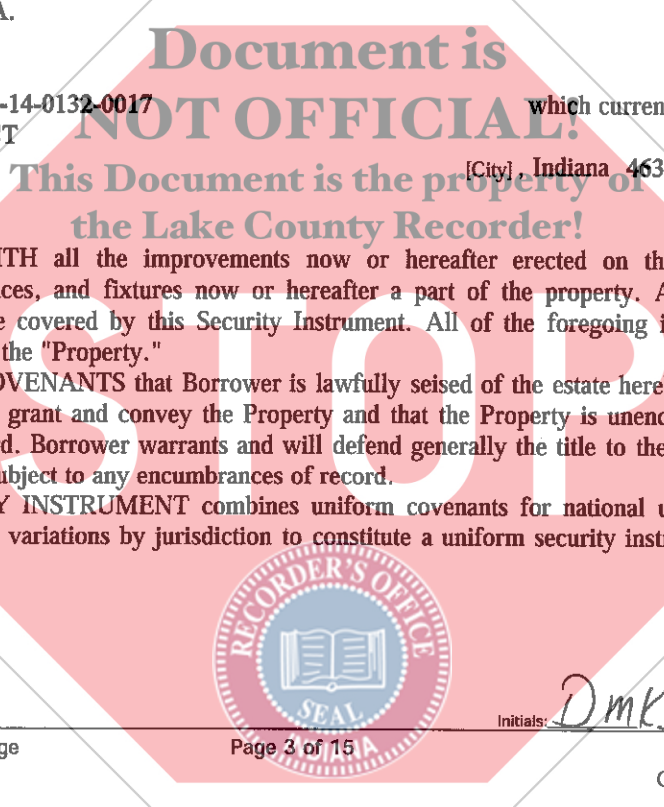 A.
Document is
-14-0132-0017 which curren
NOT OFFICIAL!
CT
[City], Indiana 463
This Document is the property of
the Lake County Recorder!
ITH all the improvements now or hereafter erected on th
ces, and fixtures now or hereafter a part of the property. A
e covered by this Security Instrument. All of the foregoing i
the "Property."
OVENANTS that Borrower is lawfully seised of the estate here
grant and convey the Property and that the Property is unenc
d. Borrower warrants and will defend generally the title to the
ubject to any encumbrances of record.
STOP
Y INSTRUMENT combines uniform covenants for national u
variations by jurisdiction to constitute a uniform security instr
RECORDER'S OFFICE
SEAL
INDIANA
Initials: DMK
ge Page 3 of 15